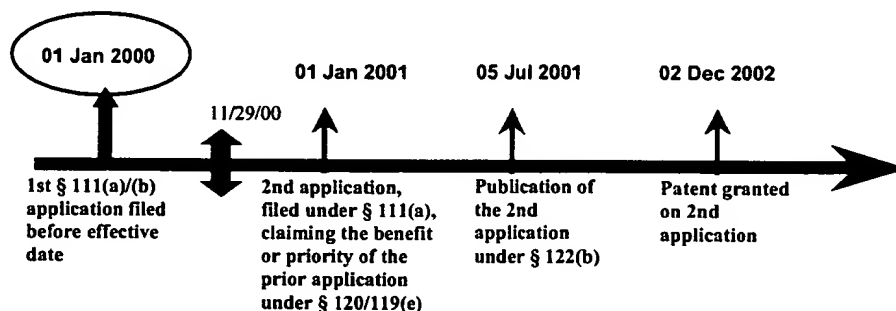 01 Jan 2000
01 Jan 2001
05 Jul 2001
02 Dec 2002
11/29/00
1st § 111(a)/(b)
application filed
before effective
date
2nd application,
filed under § 111(a),
claiming the benefit
or priority of the
prior application
under § 120/119(e)
Publication of
the 2nd
application
under § 122(b)
Patent granted
on 2nd
application